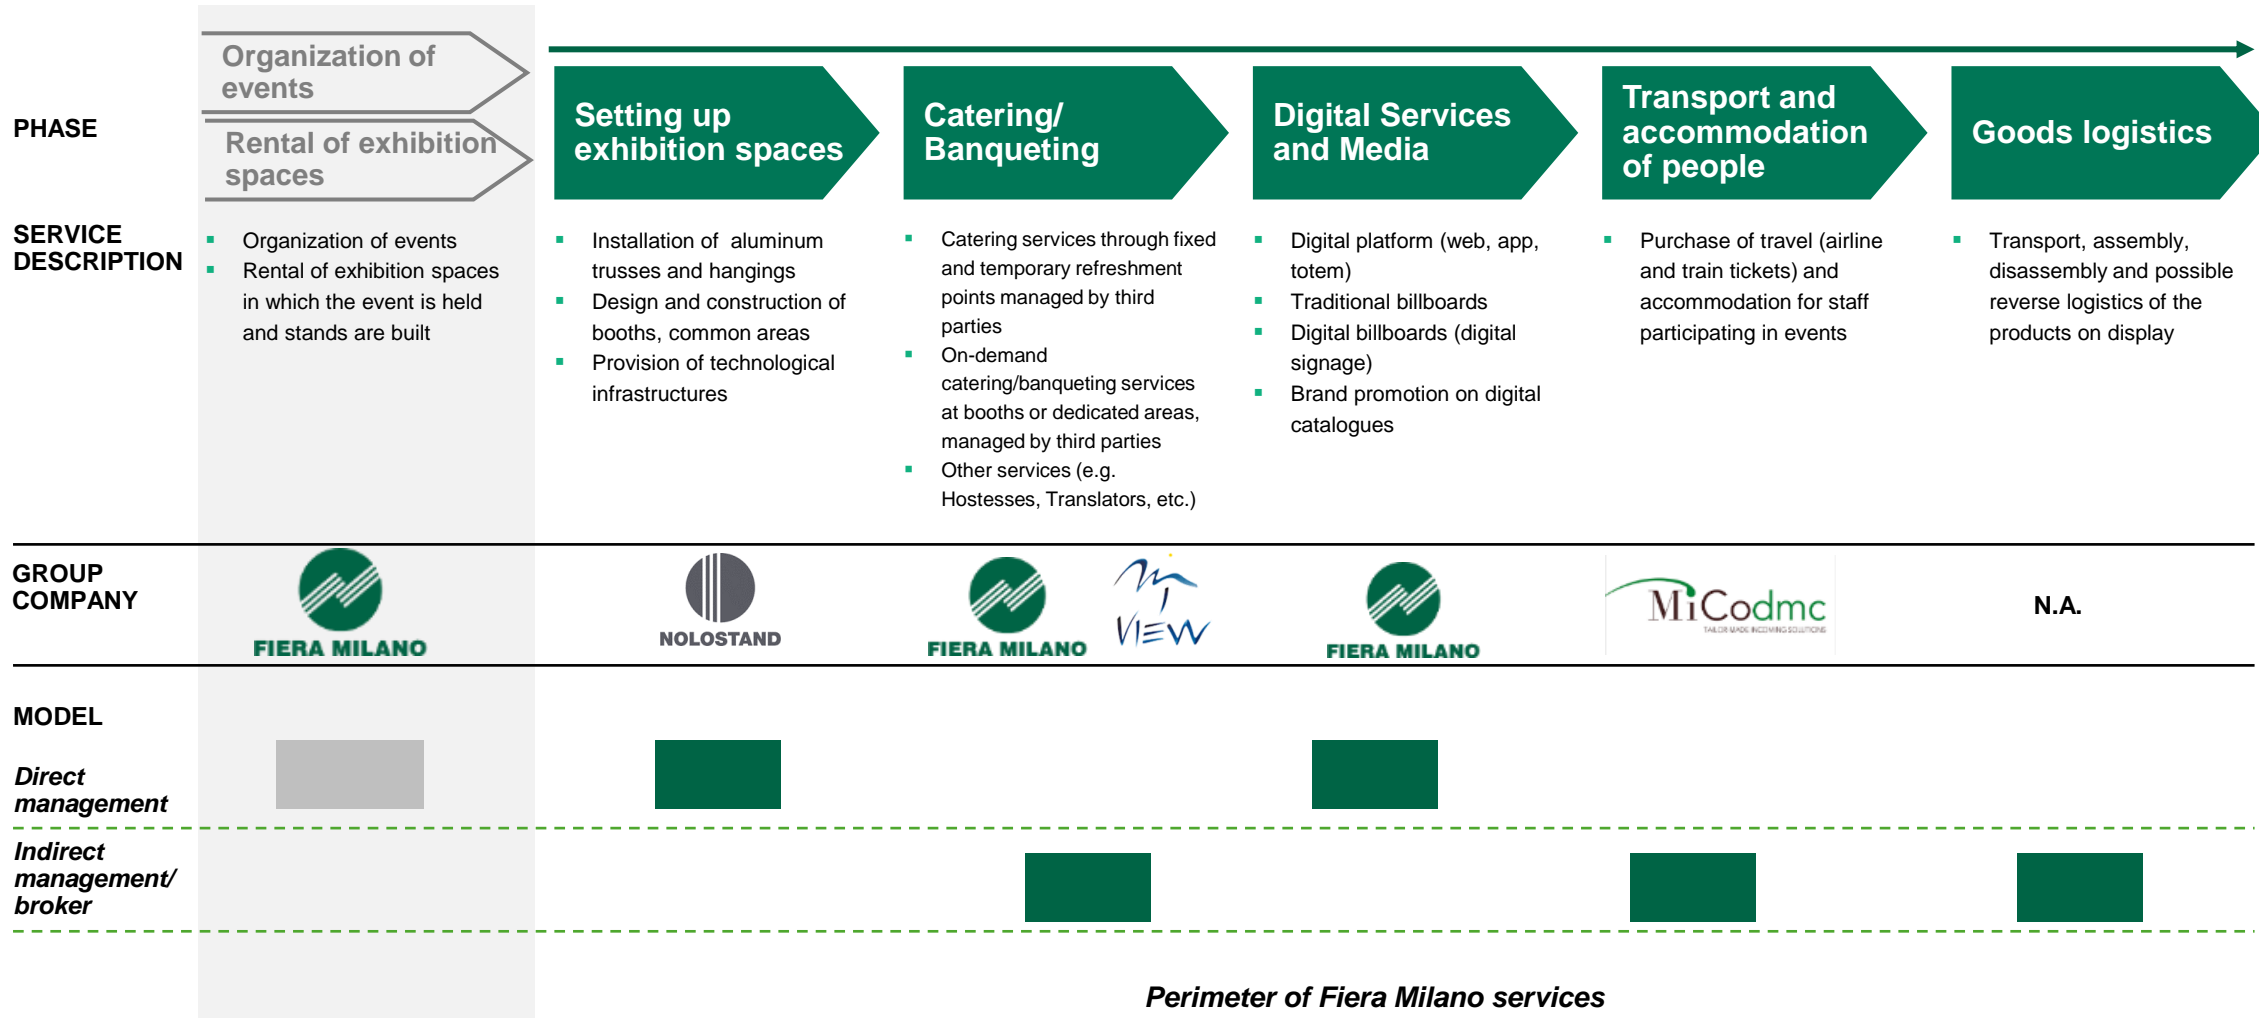 Organization of
events
Rental of exhibition
spaces
PHASE
Setting up
exhibition spaces
Catering/
Banqueting
Digital Services
and Media
Transport and
accommodation
of people
Goods logistics
SERVICE
DESCRIPTION
Organization of events
Rental of exhibition spaces
in which the event is held
and stands are built
Installation of aluminum
trusses and hangings
Design and construction of
booths, common areas
Provision of technological
infrastructures
Catering services through fixed
and temporary refreshment
points managed by third
parties
On-demand
catering/banqueting services
at booths or dedicated areas,
managed by third parties
Other services (e.g.
Hostesses, Translators, etc.)
Digital platform (web, app,
totem)
Traditional billboards
Digital billboards (digital
signage)
Brand promotion on digital
catalogues
Purchase of travel (airline
and train tickets) and
accommodation for staff
participating in events
Transport, assembly,
disassembly and possible
reverse logistics of the
products on display
GROUP
COMPANY
FIERA MILANO
NOLOSTAND
FIERA MILANO
VIEW
FIERA MILANO
MiCodmc
TAILOR MADE INCOMING SOLUTIONS
N.A.
MODEL
Direct
management
Indirect
management/
broker
Perimeter of Fiera Milano services